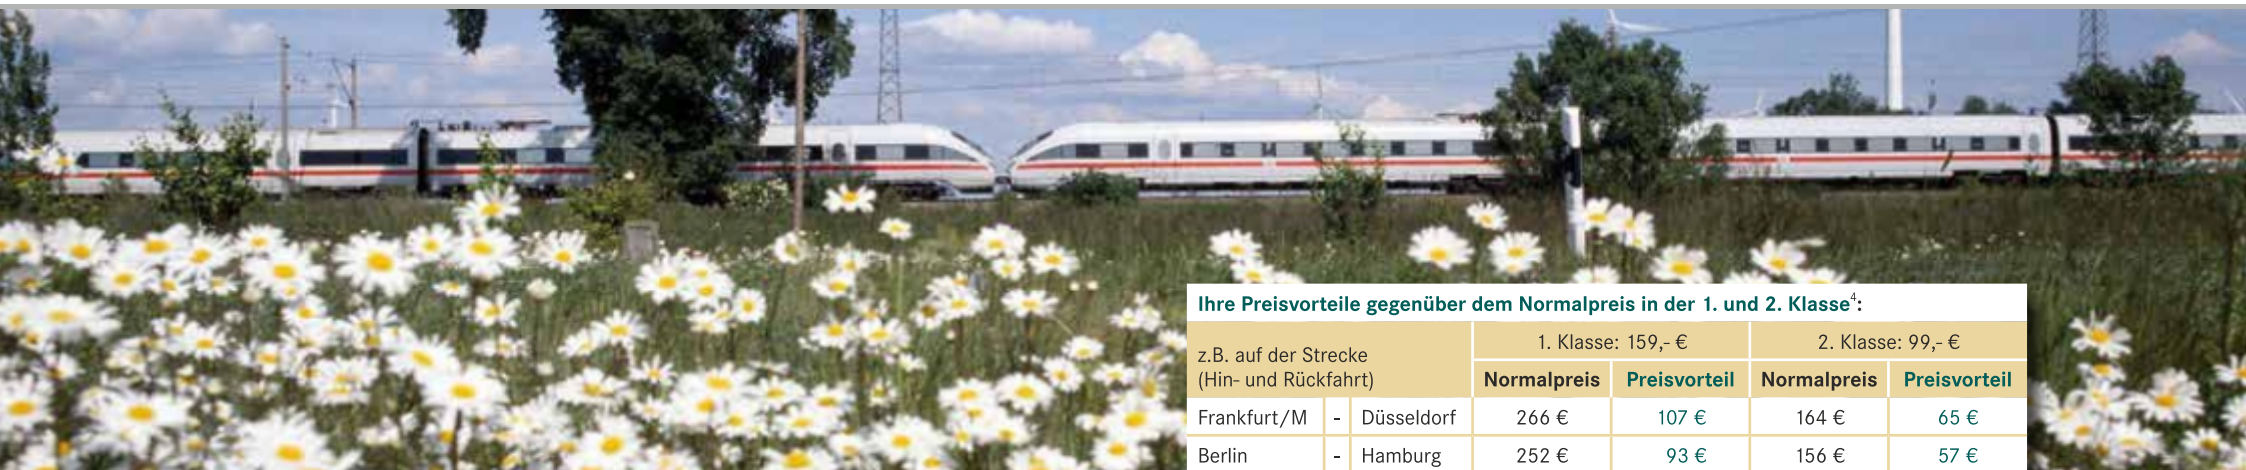 Ihre Preisvorteile gegenüber dem Normalpreis in der 1. und 2. Klasse⁴:
z.B. auf der Strecke (Hin- und Rückfahrt) 1. Klasse: 159,- € 2. Klasse: 99,- €
Normalpreis Preisvorteil Normalpreis Preisvorteil
Frankfurt/M - Düsseldorf 266 € 107 € 164 € 65 €
Berlin - Hamburg 252 € 93 € 156 € 57 €